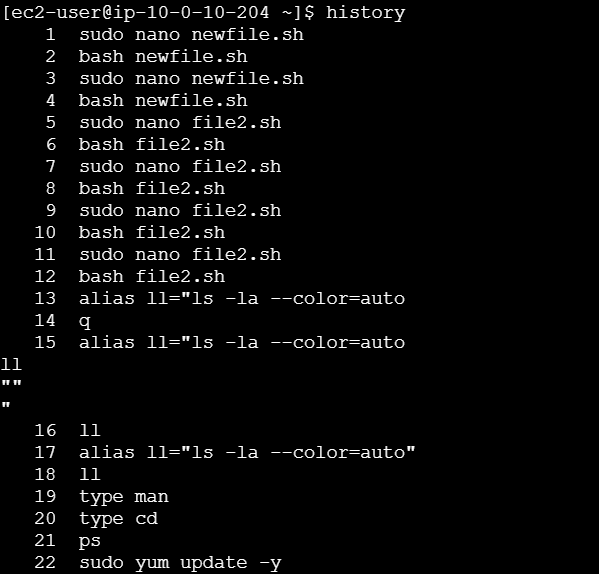 [ec2-user@ip-10-0-10-204 ~]$ history
    1  sudo nano newfile.sh
    2  bash newfile.sh
    3  sudo nano newfile.sh
    4  bash newfile.sh
    5  sudo nano file2.sh
    6  bash file2.sh
    7  sudo nano file2.sh
    8  bash file2.sh
    9  sudo nano file2.sh
   10  bash file2.sh
   11  sudo nano file2.sh
   12  bash file2.sh
   13  alias ll="ls -la --color=auto
   14  q
   15  alias ll="ls -la --color=auto
ll
""
"
   16  ll
   17  alias ll="ls -la --color=auto"
   18  ll
   19  type man
   20  type cd
   21  ps
   22  sudo yum update -y